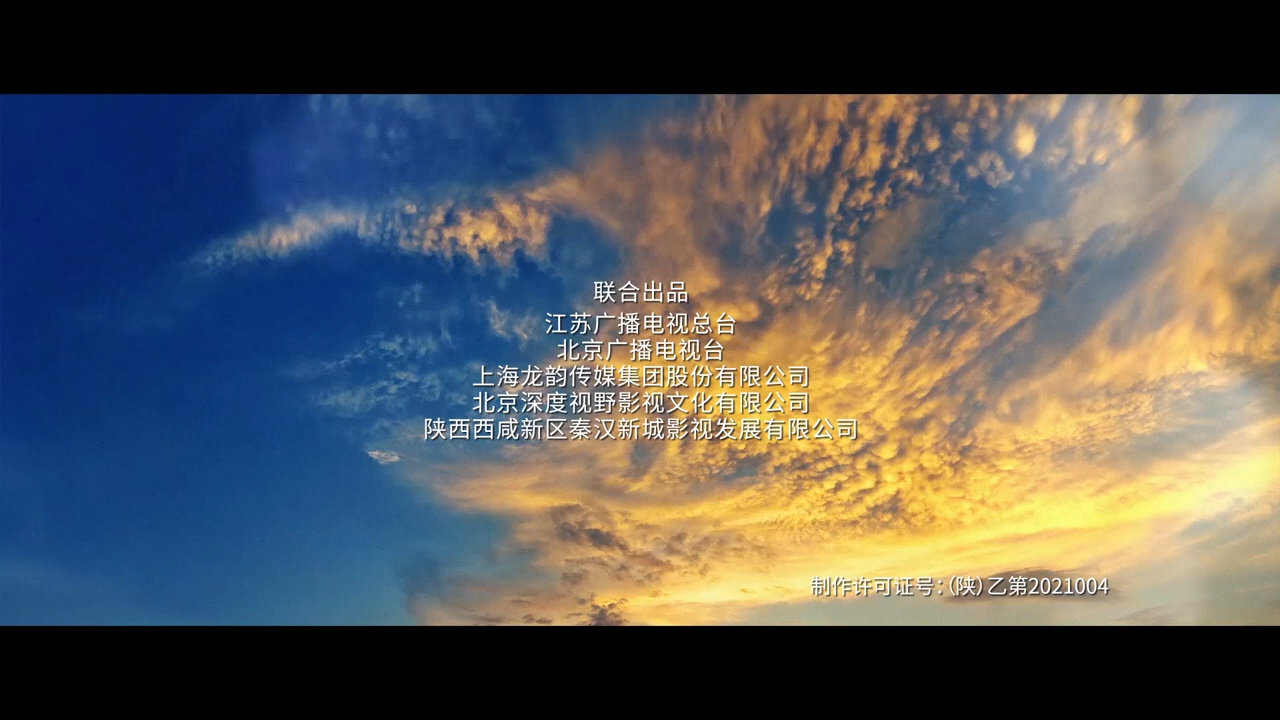 联合出品
江苏广播电视总台
北京广播电视台
上海龙韵传媒集团股份有限公司
北京深度视野影视文化有限公司
陕西西咸新区秦汉新城影视发展有限公司
制作许可证号：（陕）乙第2021004